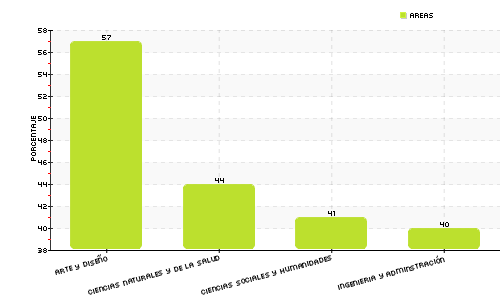 AREAS
58
56
54
52
50
48
46
44
42
40
38
PORCENTAJE
57
44
41
40
ARTE Y DISEÑO
CIENCIAS NATURALES Y DE LA SALUD
CIENCIAS SOCIALES Y HUMANIDADES
INGENIERIA Y ADMINISTRACIÓN